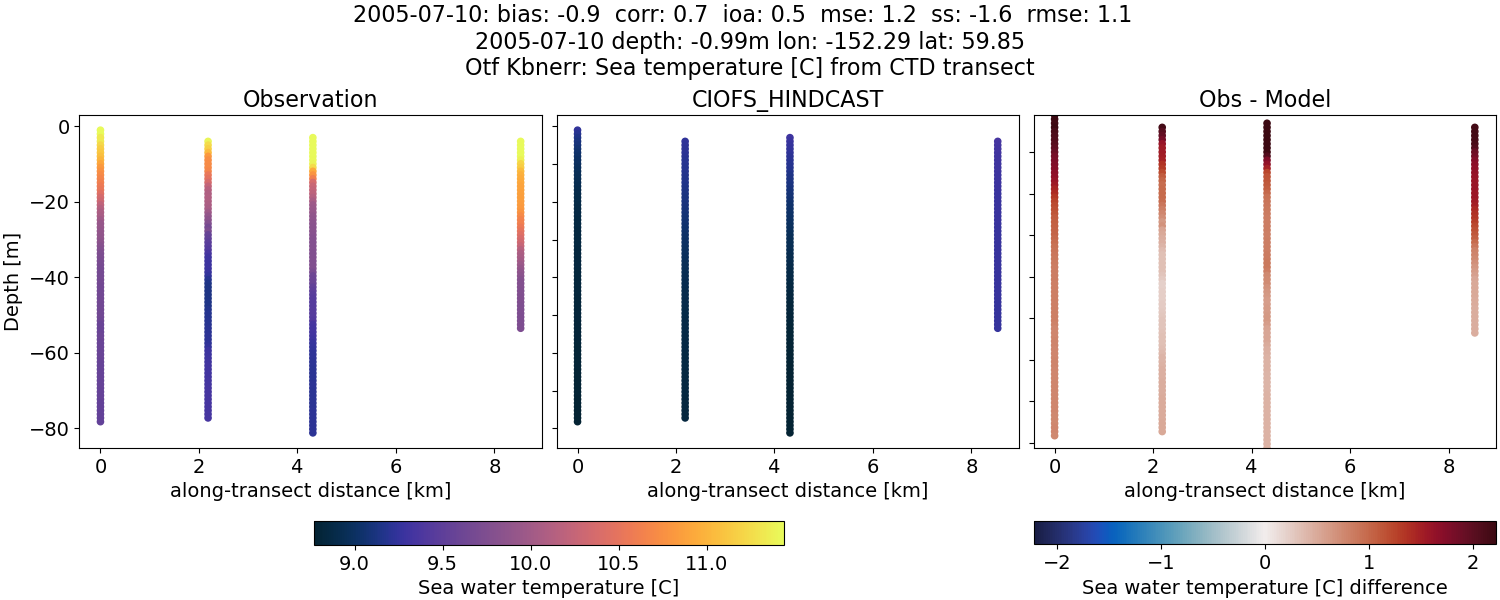 2005-07-10: bias: -0.9  corr: 0.7  ioa: 0.5  mse: 1.2  ss: -1.6  rmse: 1.1
2005-07-10 depth: -0.99m lon: -152.29 lat: 59.85
Otf Kbnerr: Sea temperature [C] from CTD transect
Observation
CIOFS_HINDCAST
Obs - Model
Depth [m]
0
−20
−40
−60
−80
0 2 4 6 8
0 2 4 6 8
0 2 4 6 8
along-transect distance [km]
along-transect distance [km]
along-transect distance [km]
9.0 9.5 10.0 10.5 11.0
Sea water temperature [C]
−2 −1 0 1 2
Sea water temperature [C] difference